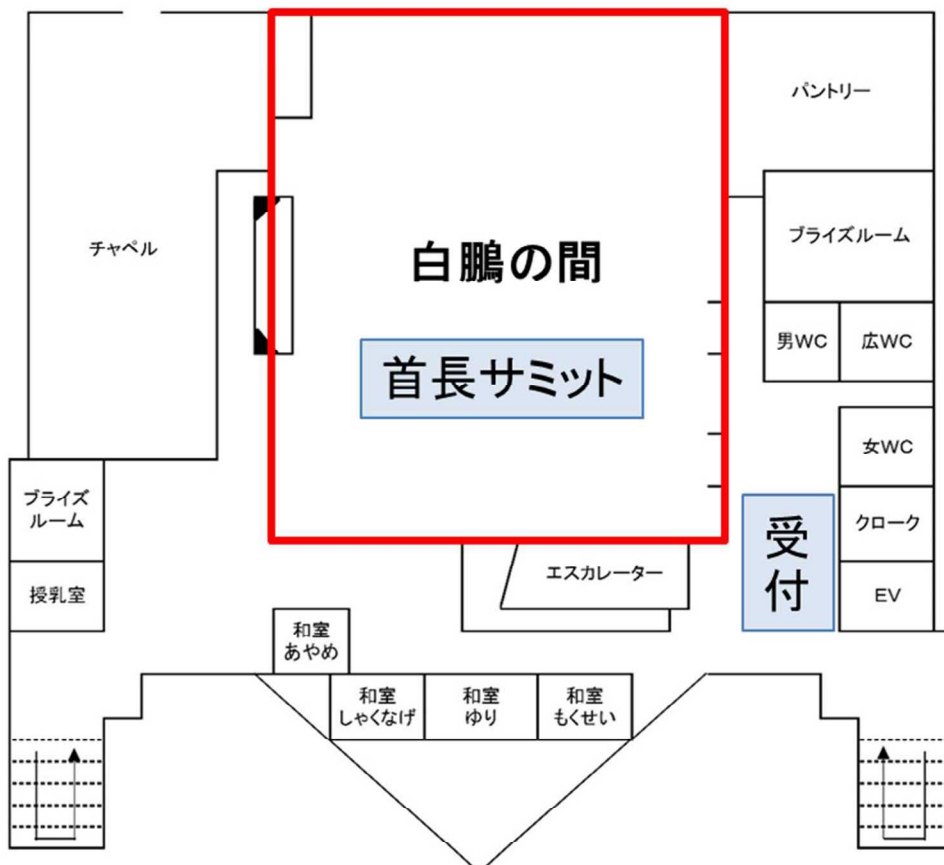 パントリー
チャペル
白鵬の間
ブライズルーム
男WC
広WC
首長サミット
女WC
ブライズ
ルーム
受
付
クローク
エスカレーター
授乳室
EV
和室
あやめ
和室
しゃくなげ
和室
ゆり
和室
もくせい